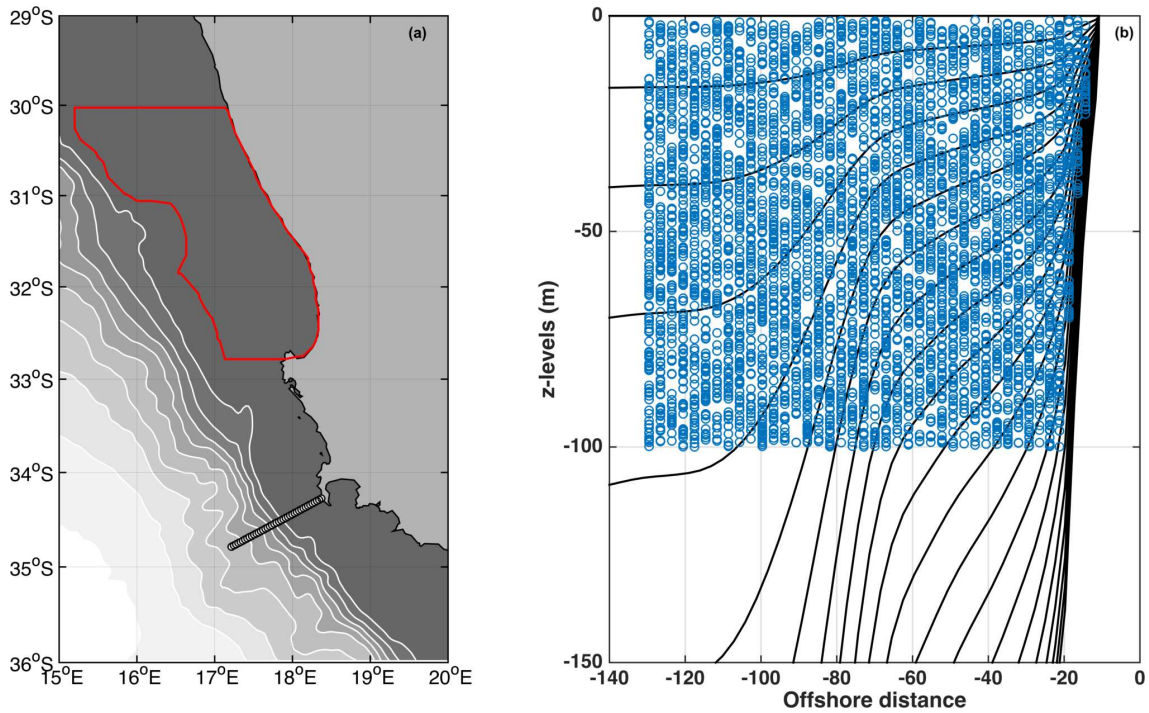 (a)
29°S
30°S
31°S
32°S
33°S
34°S
35°S
36°S
15°E 16°E 17°E 18°E 19°E 20°E
(b)
z-levels (m)
0
-50
-100
-150
-140 -120 -100 -80 -60 -40 -20 0
Offshore distance